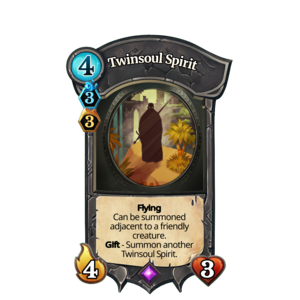 4
Twinsoul Spirit
3
3
Flying
Can be summoned
adjacent to a friendly
creature.
Gift - Summon another
Twinsoul Spirit.
4
3